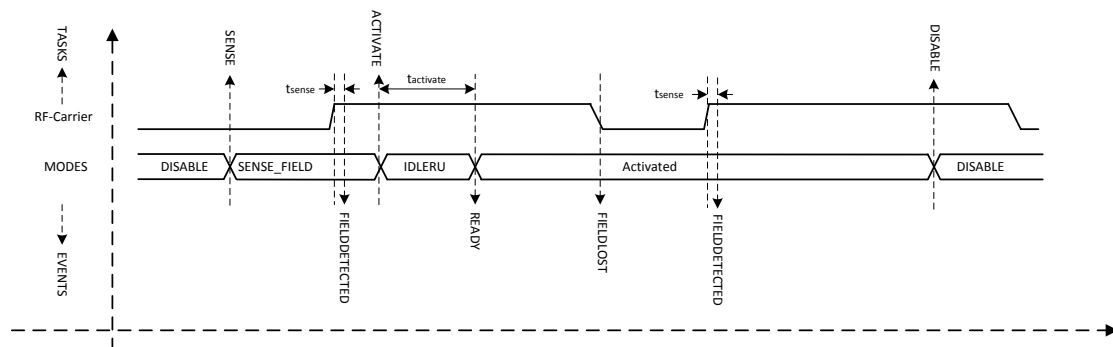 TASKS
SENSE
ACTIVATE
DISABLE
tsense
tactivate
tsense
RF-Carrier
MODES
DISABLE
SENSE_FIELD
IDLERU
Activated
DISABLE
EVENTS
FIELDDETECTED
READY
FIELDLOST
FIELDDETECTED